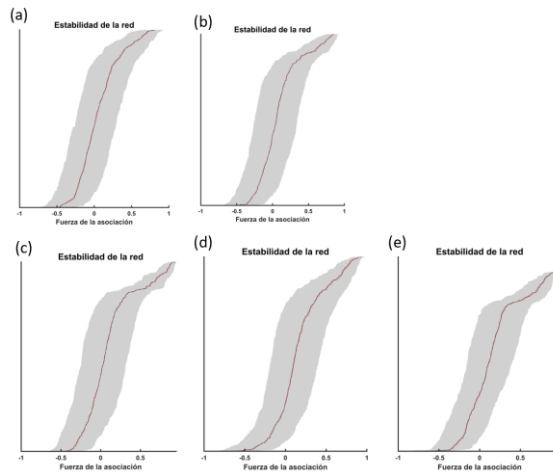 (a)
Estabilidad de la red
-1 -0.5 0 0.5 1
Fuerza de la asociación
(b)
Estabilidad de la red
-1 -0.5 0 0.5 1
Fuerza de la asociación
(c)
Estabilidad de la red
-1 -0.5 0 0.5
Fuerza de la asociación
(d)
Estabilidad de la red
-1 -0.5 0 0.5 1
Fuerza de la asociación
(e)
Estabilidad de la red
-1 -0.5 0 0.5
Fuerza de la asociación